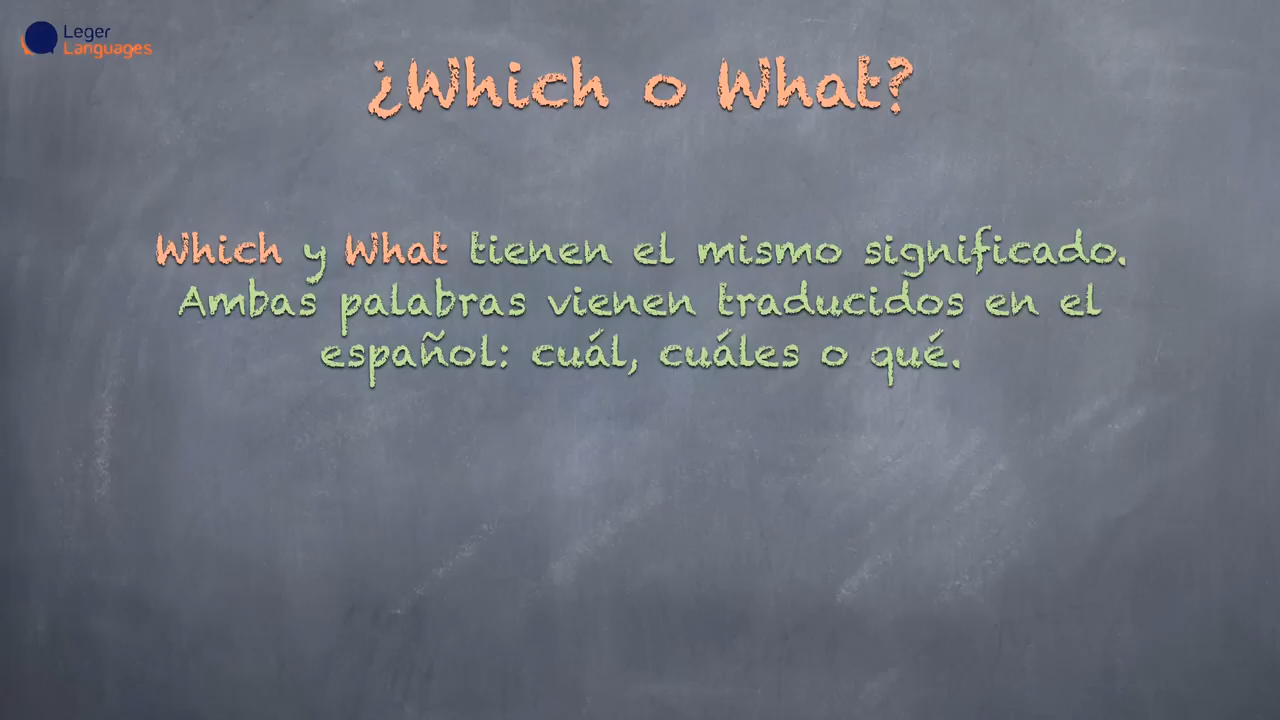 Leger
Languages
¿Which o What?
Which y What tienen el mismo significado.
Ambas palabras vienen traducidos en el
español: cuál, cuáles o qué.